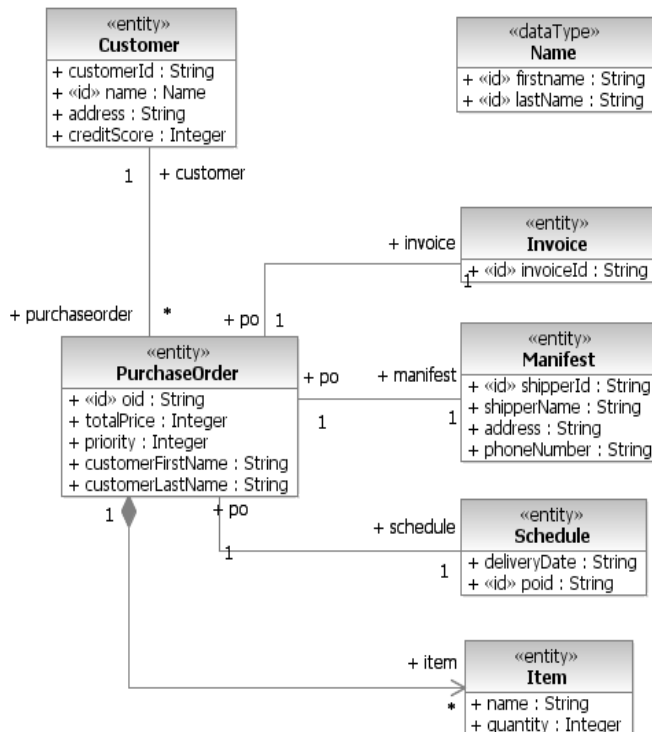 «entity»
Customer
+ customerId : String
+ «id» name : Name
+ address : String
+ creditScore : Integer
«dataType»
Name
+ «id» firstname : String
+ «id» lastName : String
1
+ customer
«entity»
Invoice
+ «id» invoiceId : String
+ invoice
1
+ purchaseorder
*
+ po
1
«entity»
PurchaseOrder
+ «id» oid : String
+ totalPrice : Integer
+ priority : Integer
+ customerFirstName : String
+ customerLastName : String
+ po
1
+ manifest
1
«entity»
Manifest
+ «id» shipperId : String
+ shipperName : String
+ address : String
+ phoneNumber : String
1
+ po
1
+ schedule
1
«entity»
Schedule
+ deliveryDate : String
+ «id» poid : String
+ item
*
«entity»
Item
+ name : String
+ quantity : Integer